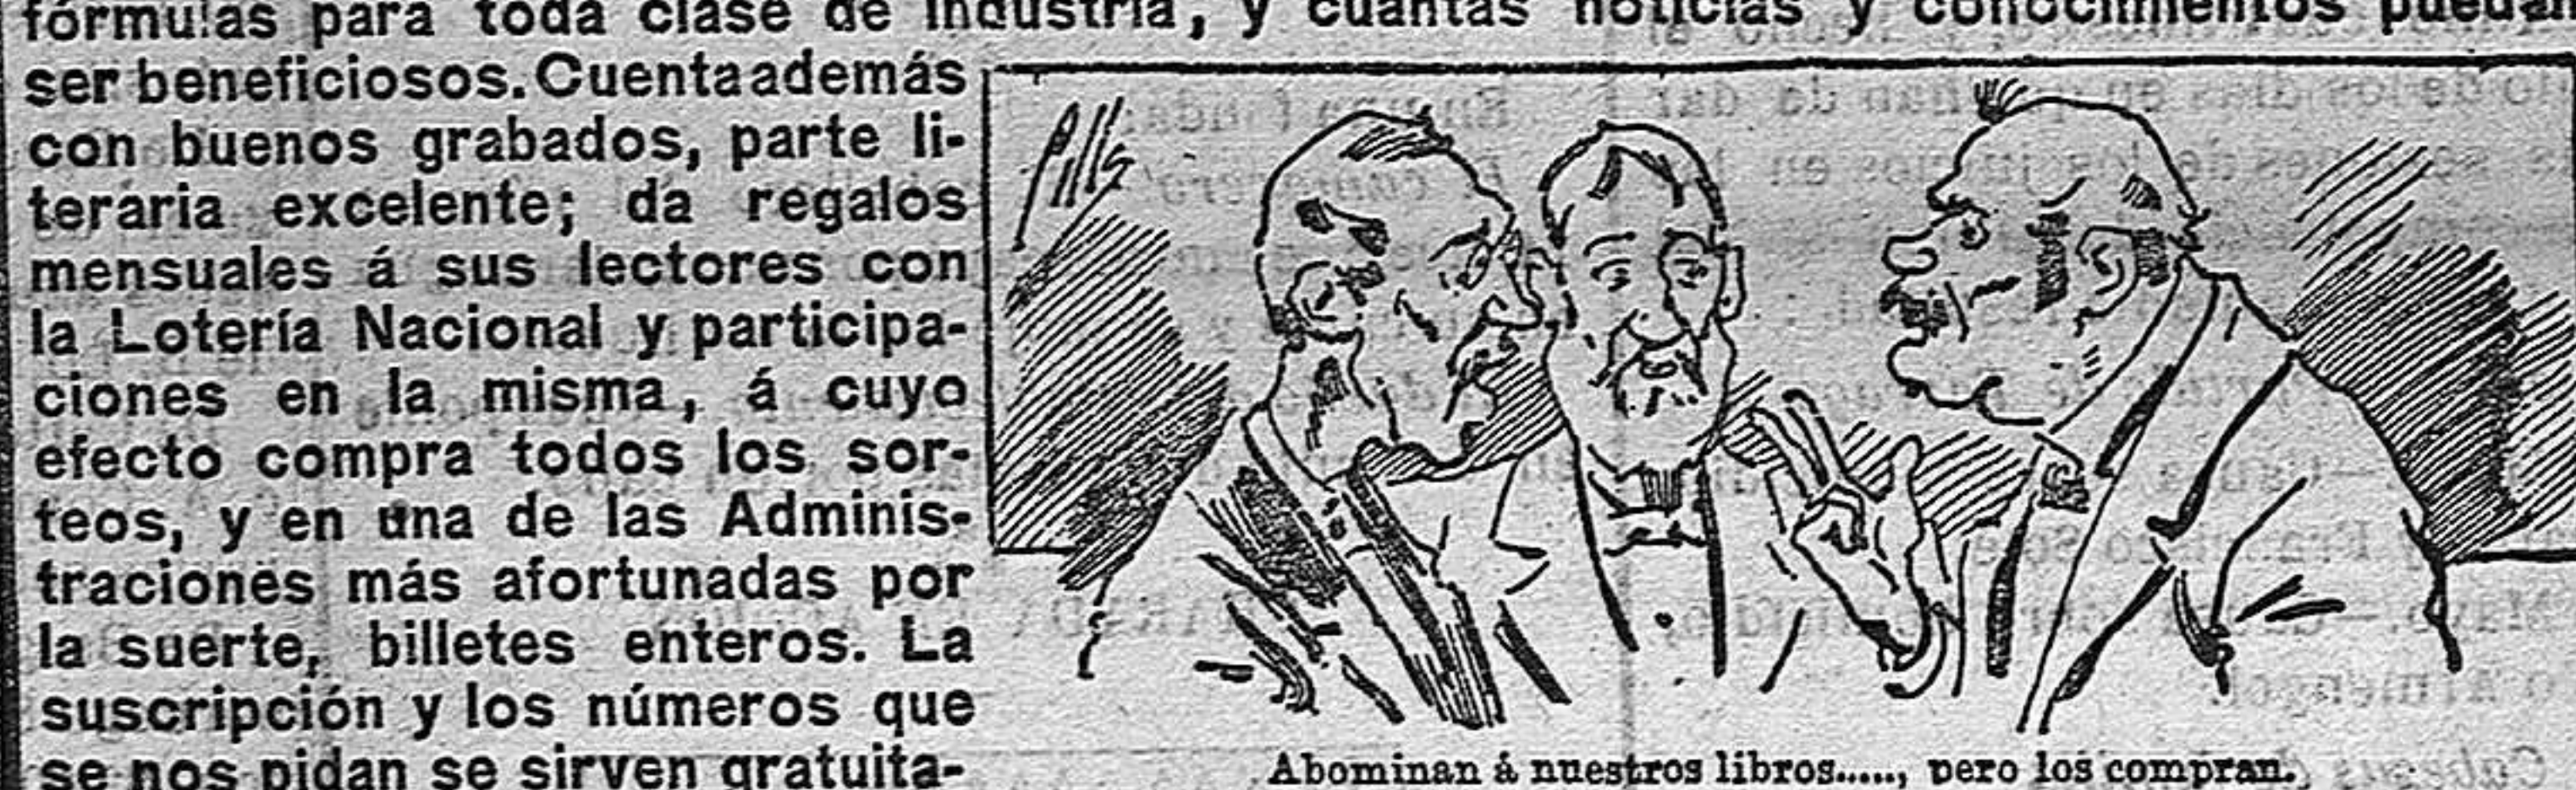 fórmulas para toda clase de industria, y cuantas noticias y conocimientos puedan
ser beneficiosos. Cuenta además
con buenos grabados, parte li-
teraria excelente; da regalos
mensuales á sus lectores con
la Lotería Nacional y participa-
ciones en la misma, á cuyo
efecto compra todos los sor-
teos, y en una de las Adminis-
traciones más afortunadas por
la suerte, billetes enteros. La
suscripción y los números que
se nos pidan se sirven gratuita-
Abominan á nuestros libros....., pero los compran.